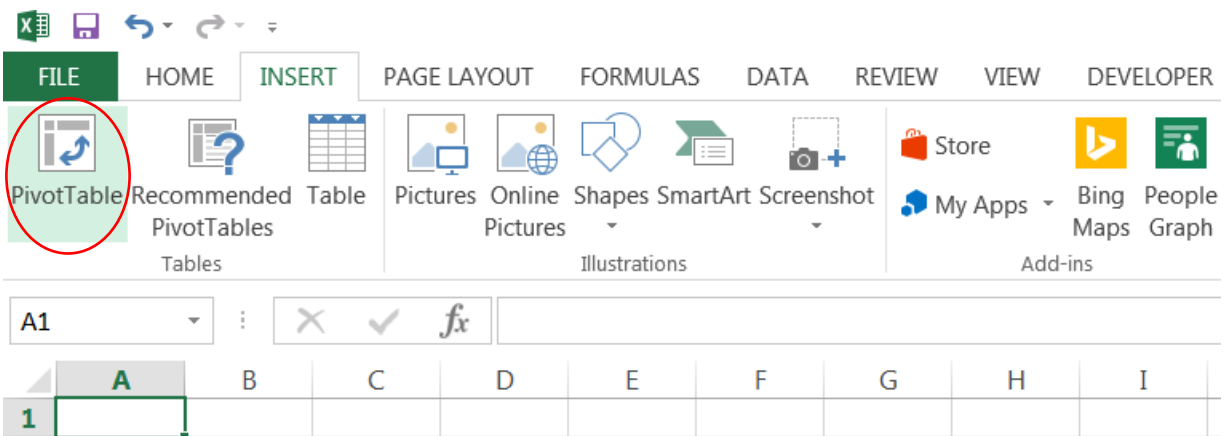 FILE HOME INSERT PAGE LAYOUT FORMULAS DATA REVIEW VIEW DEVELOPER
PivotTable Recommended PivotTables Table Pictures Online Pictures Shapes SmartArt Screenshot Store My Apps Bing Maps People Graph
Tables Illustrations Add-ins
A1 fx
A B C D E F G H I
1